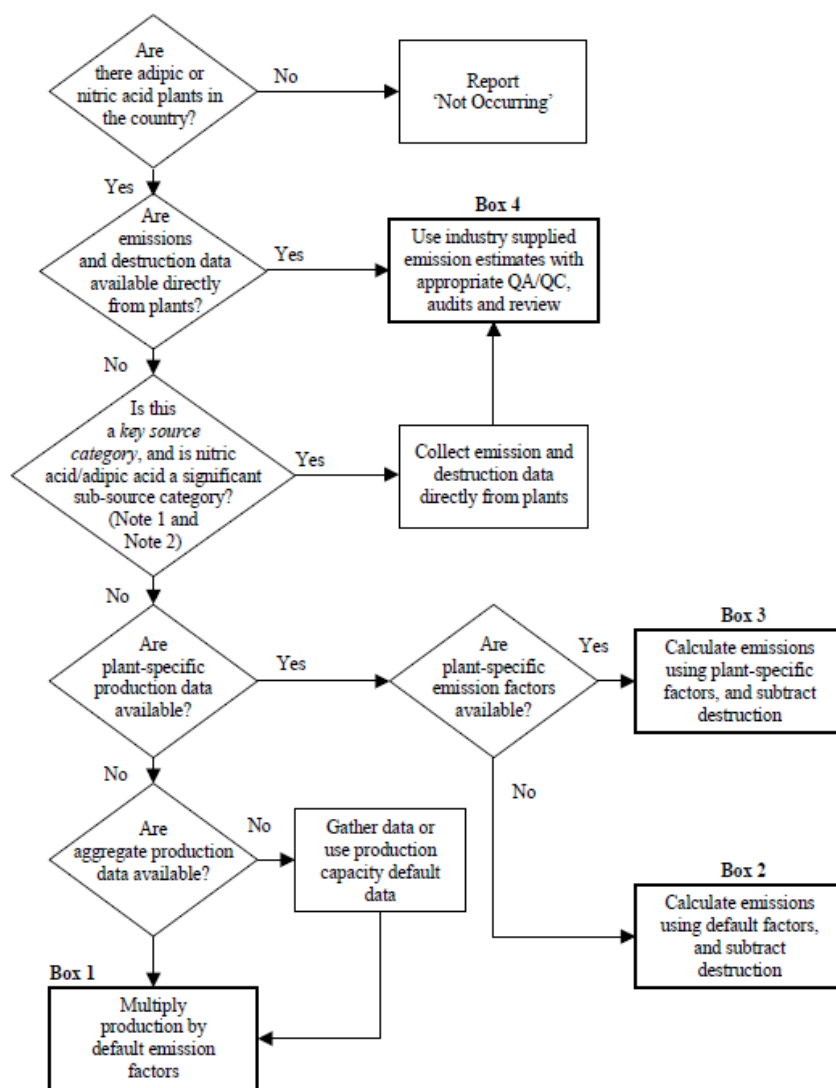 Are
there adipic or
nitric acid plants in
the country?
No
Report
‘Not Occurring’
Yes
Are
emissions
and destruction data
available directly
from plants?
Yes
Box 4
Use industry supplied
emission estimates with
appropriate QA/QC,
audits and review
No
Is this
a key source
category, and is nitric
acid/adipic acid a significant
sub-source category?
(Note 1 and
Note 2)
Yes
Collect emission and
destruction data
directly from plants
No
Are
plant-specific
production data
available?
Yes
Are
plant-specific
emission factors
available?
Yes
Box 3
Calculate emissions
using plant-specific
factors, and subtract
destruction
No
No
Are
aggregate production
data available?
No
Gather data or
use production
capacity default
data
Box 2
Calculate emissions
using default factors,
and subtract
destruction
Box 1
Multiply
production by
default emission
factors